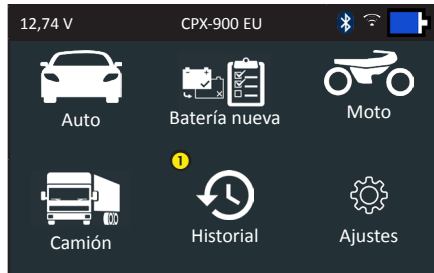 12,74 V CPX-900 EU
Auto Batería nueva Moto
1
Camión Historial Ajustes